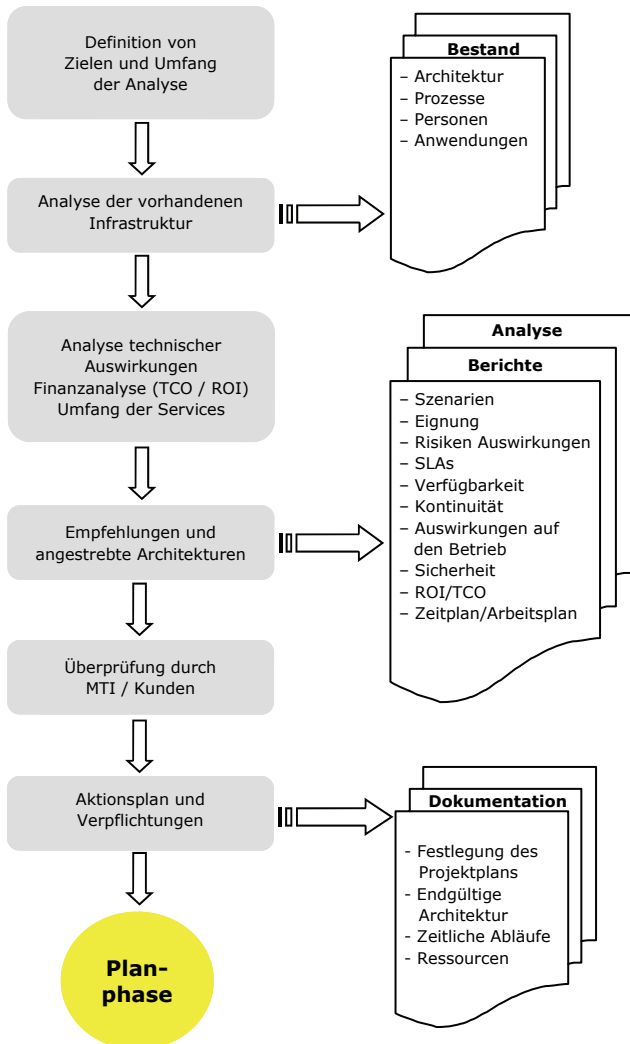 Definition von
Zielen und Umfang
der Analyse
Analyse der vorhandenen
Infrastruktur
Analyse technischer
Auswirkungen
Finanzanalyse (TCO / ROI)
Umfang der Services
Empfehlungen und
angestrebte Architekturen
Überprüfung durch
MTI / Kunden
Aktionsplan und
Verpflichtungen
Plan-
phase
Bestand
– Architektur
– Prozesse
– Personen
– Anwendungen
Analyse
Berichte
– Szenarien
– Eignung
– Risiken Auswirkungen
– SLAs
– Verfügbarkeit
– Kontinuität
– Auswirkungen auf
den Betrieb
– Sicherheit
– ROI/TCO
– Zeitplan/Arbeitsplan
Dokumentation
- Festlegung des
Projektplans
- Endgültige
Architektur
- Zeitliche Abläufe
- Ressourcen